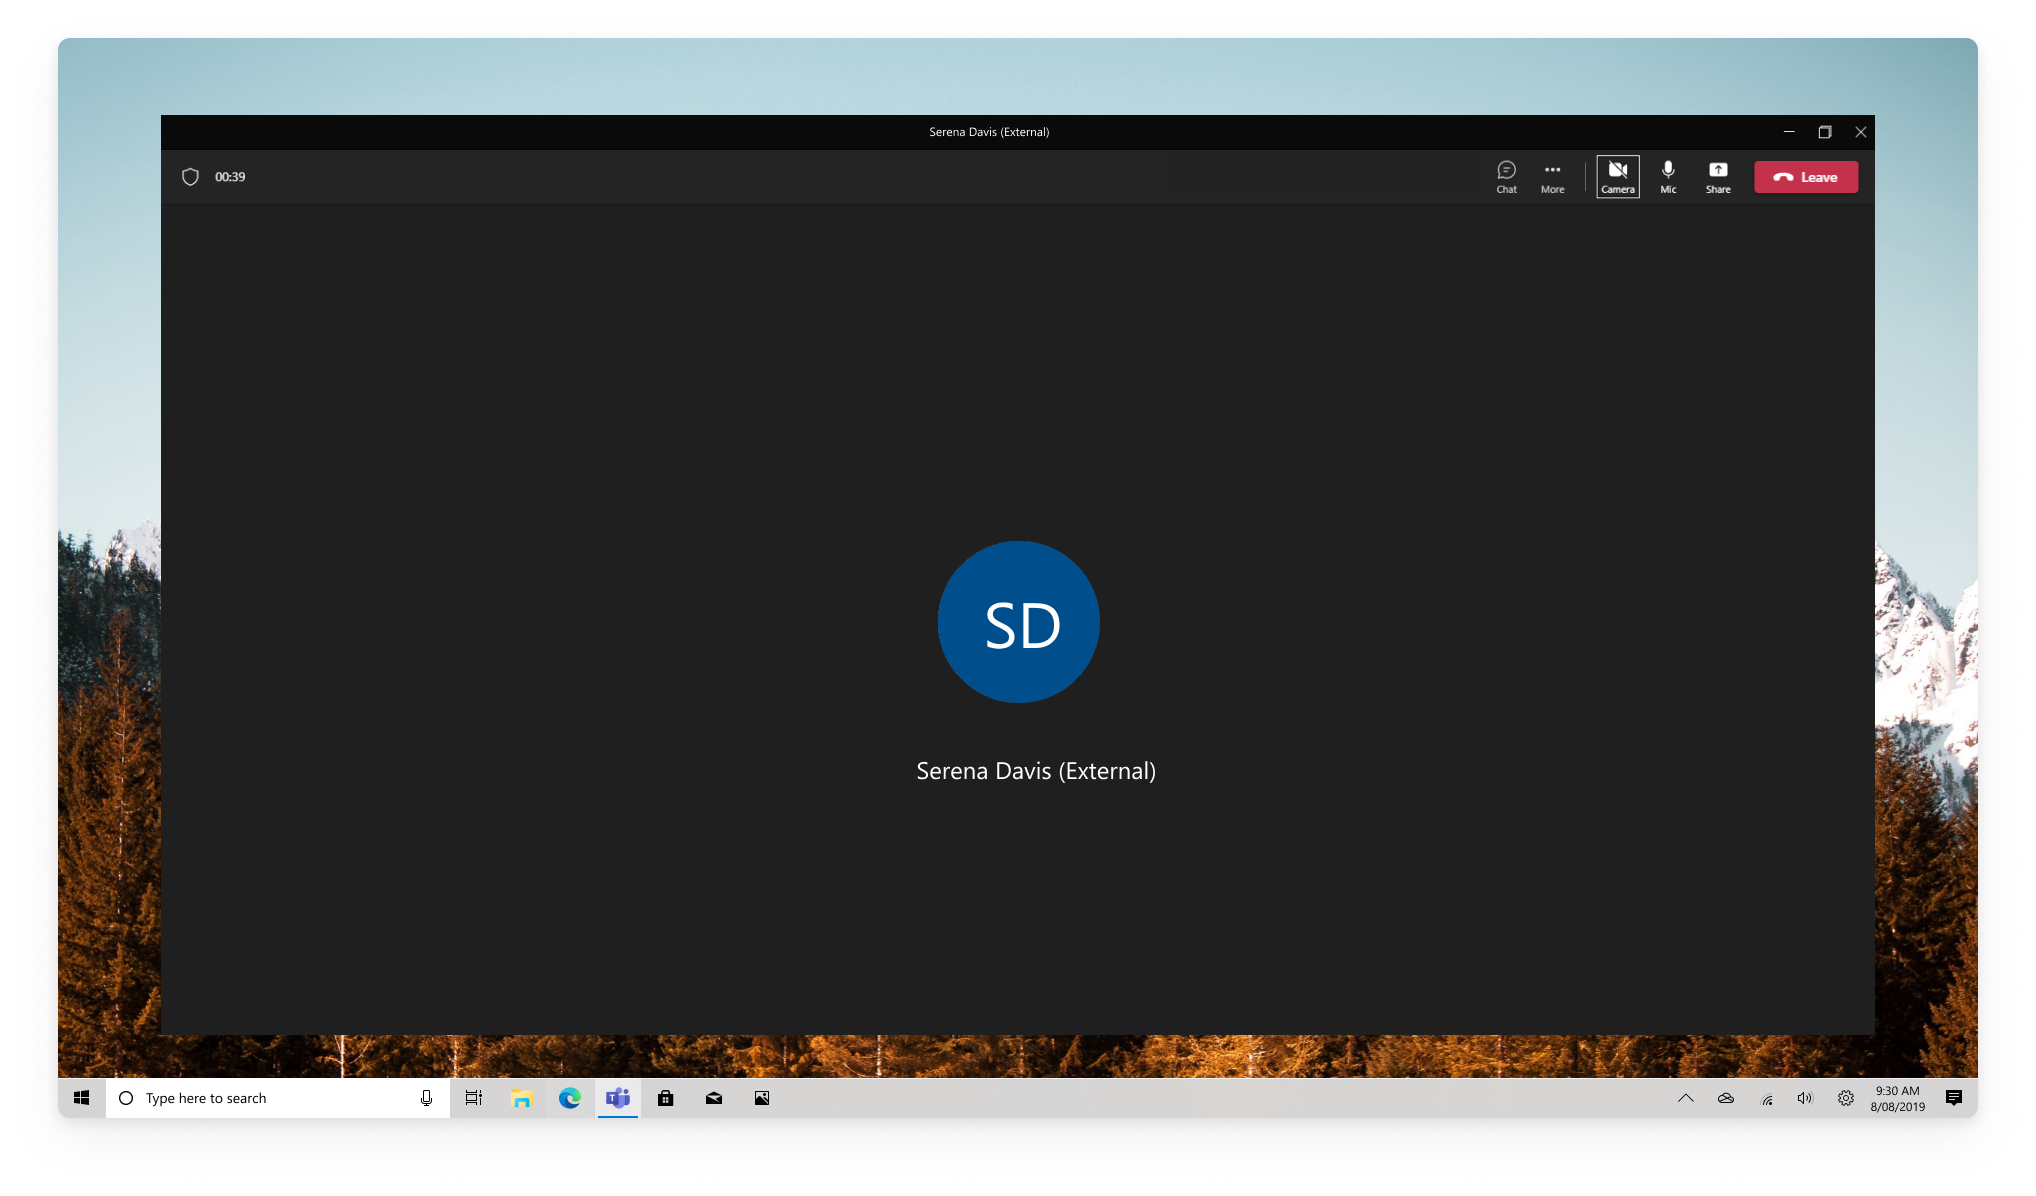 Serena Davis (External)
00:39
Chat
More
Camera
Mic
Share
Leave
SD
Serena Davis (External)
Type here to search
T
9:30 AM
8/08/2019